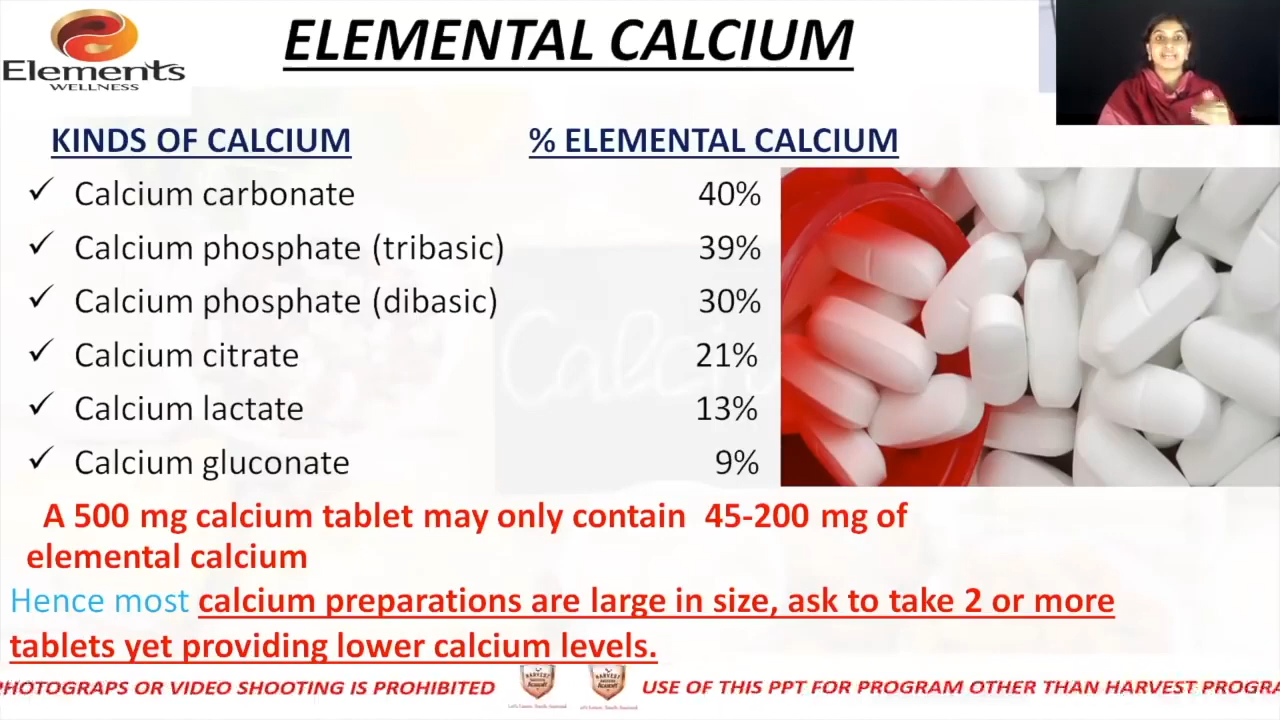 Elements
WELLNESS
ELEMENTAL CALCIUM
KINDS OF CALCIUM
% ELEMENTAL CALCIUM
✓ Calcium carbonate 40%
✓ Calcium phosphate (tribasic) 39%
✓ Calcium phosphate (dibasic) 30%
✓ Calcium citrate 21%
✓ Calcium lactate 13%
✓ Calcium gluconate 9%
A 500 mg calcium tablet may only contain 45-200 mg of
elemental calcium
Hence most calcium preparations are large in size, ask to take 2 or more
tablets yet providing lower calcium levels.
HOTOGRAPS OR VIDEO SHOOTING IS PROHIBITED
HARVEST
HARVEST
USE OF THIS PPT FOR PROGRAM OTHER THAN HARVEST PROGRA